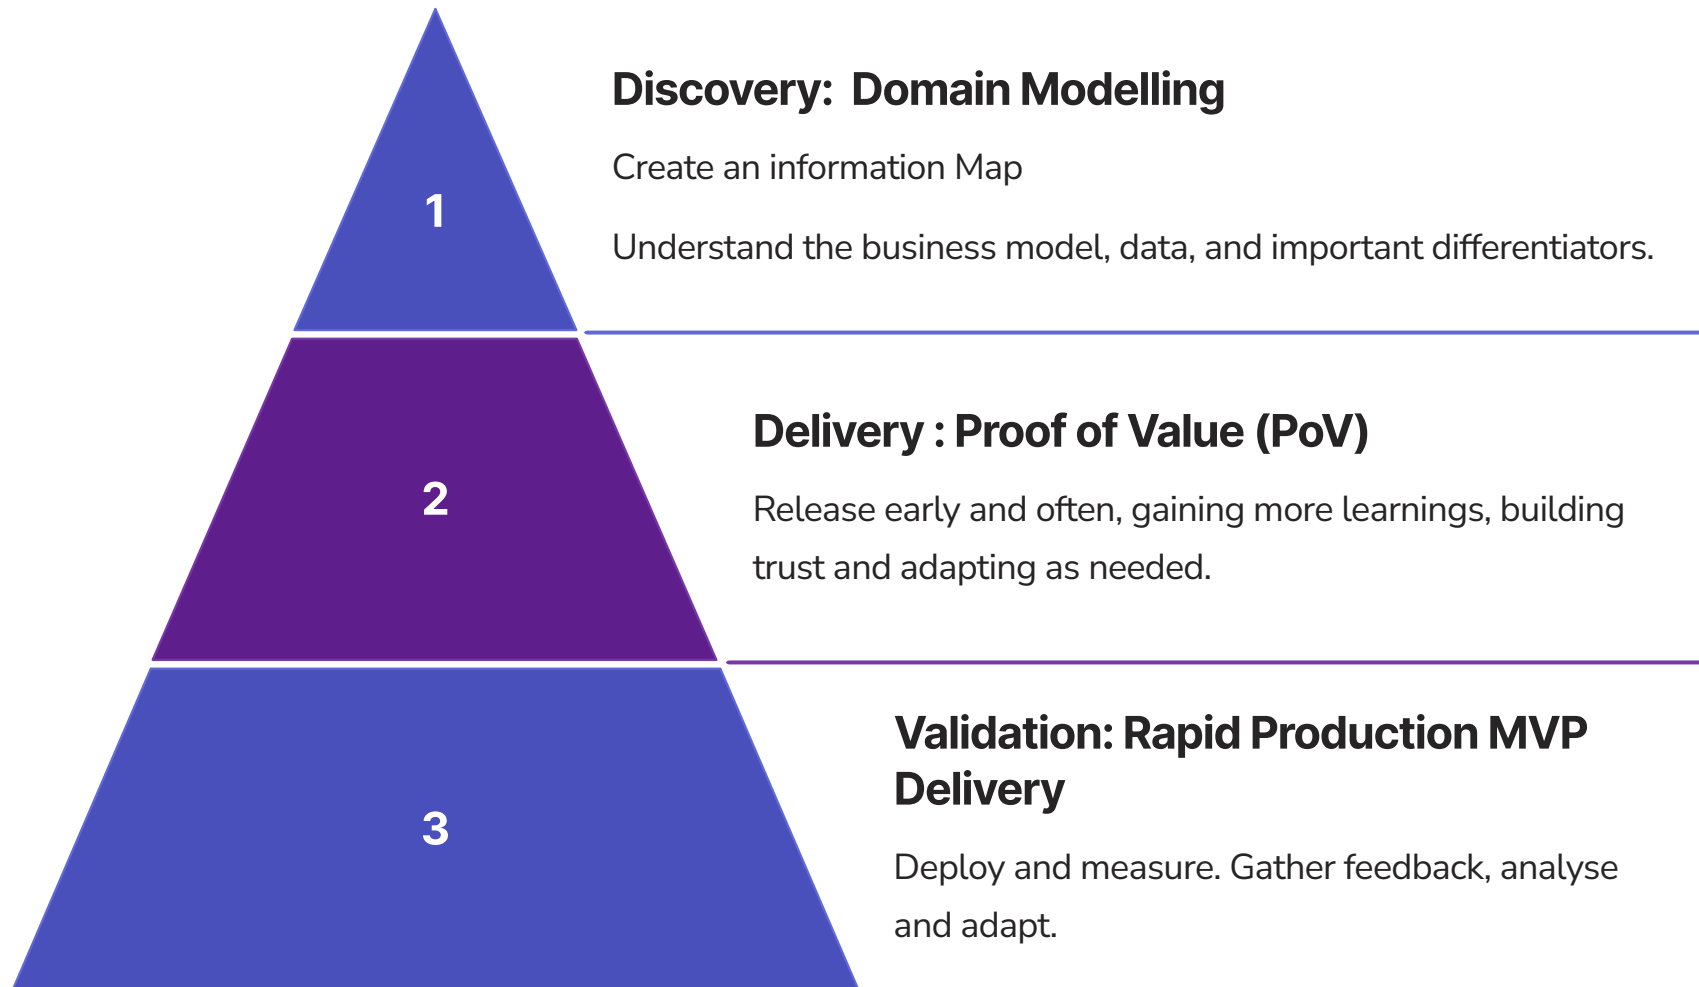 1
Discovery:  Domain Modelling
Create an information Map
Understand the business model, data, and important differentiators.
2
Delivery : Proof of Value (PoV)
Release early and often, gaining more learnings, building
trust and adapting as needed.
3
Validation: Rapid Production MVP
Delivery
Deploy and measure. Gather feedback, analyse
and adapt.